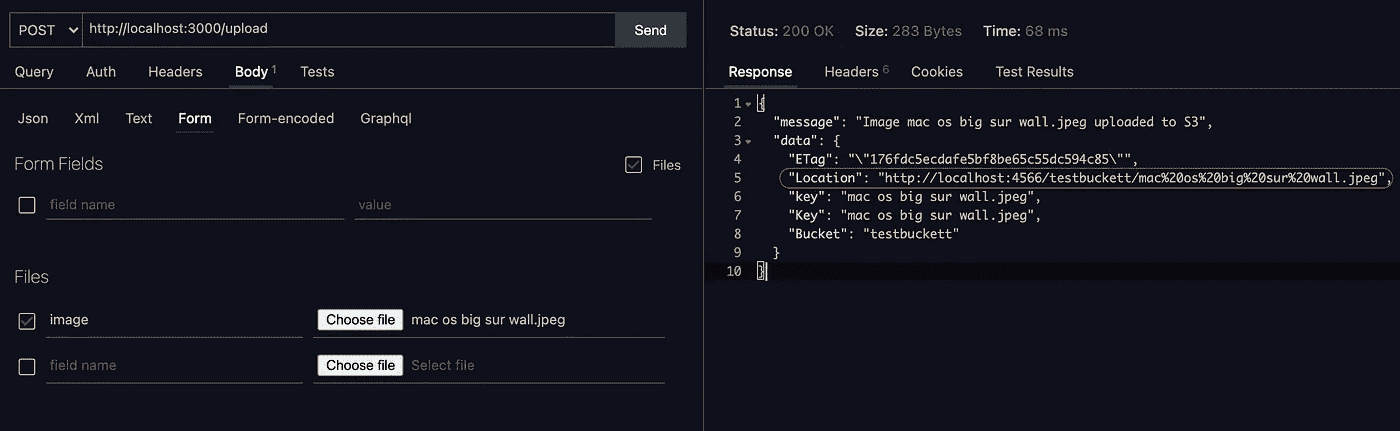 POST http://localhost:3000/upload Send
Query Auth Headers Body 1 Tests
Json Xml Text Form Form-encoded Graphql
Form Fields Files
field name value
Files
image Choose file mac os big sur wall.jpeg
field name Choose file Select file
Status: 200 OK Size: 283 Bytes Time: 68 ms
Response Headers 6 Cookies Test Results
1 {
2 "message": "Image mac os big sur wall.jpeg uploaded to S3",
3 "data": {
4 "ETag": "\"176fdc5ecdafe5bf8be65c55dc594c85\"",
5 "Location": "http://localhost:4566/testbuckett/mac%20os%20big%20sur%20wall.jpeg",
6 "key": "mac os big sur wall.jpeg",
7 "Key": "mac os big sur wall.jpeg",
8 "Bucket": "testbuckett"
9 }
10 }